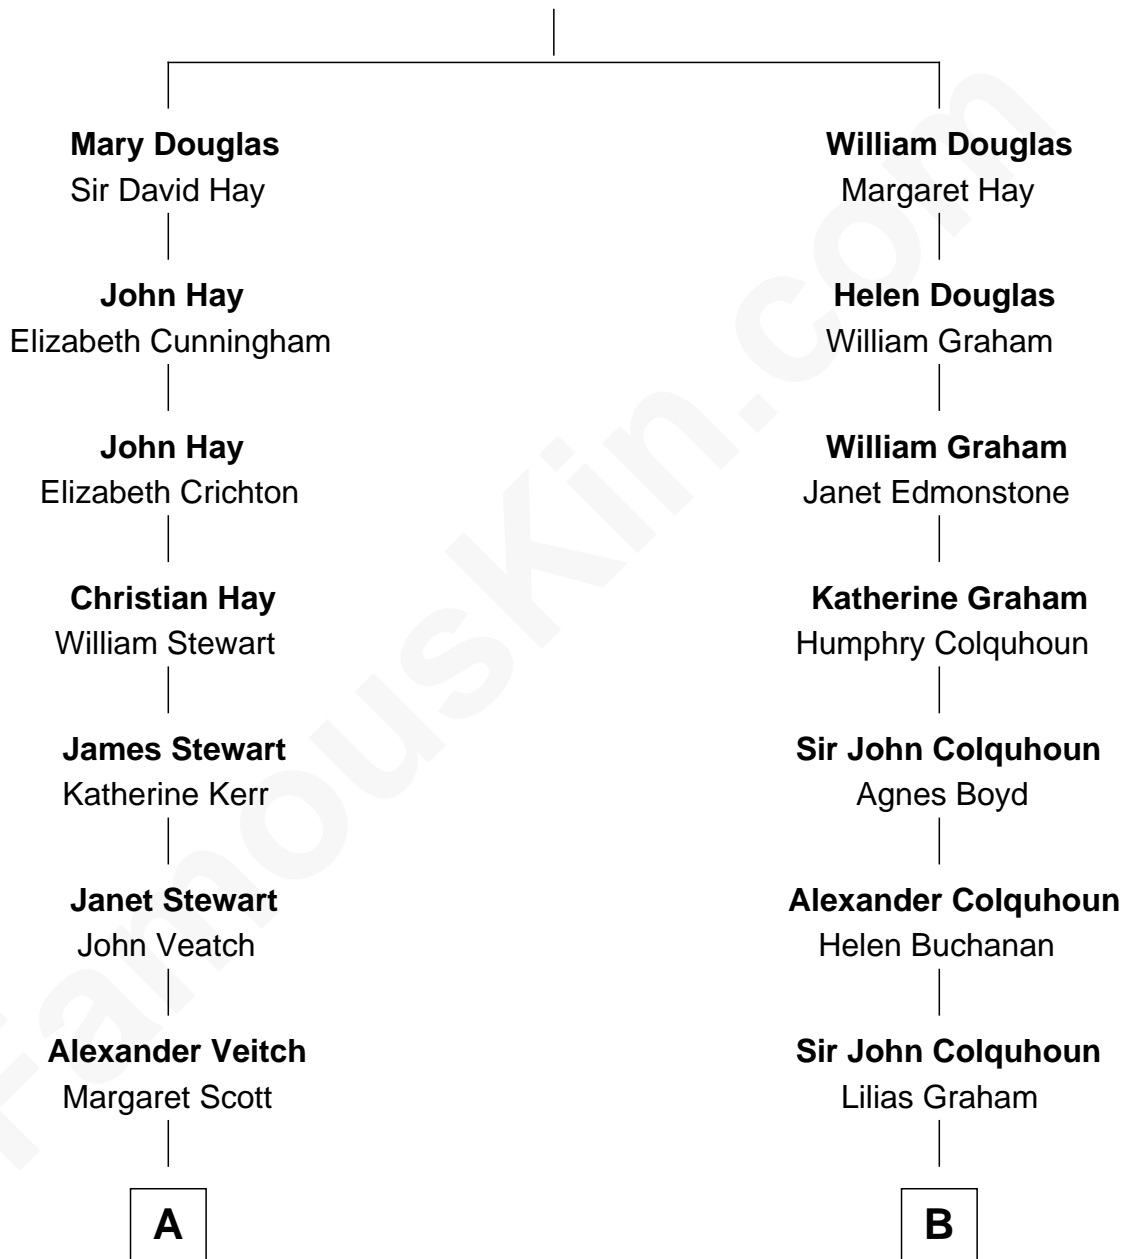 Mary Douglas
Sir David Hay
John Hay
Elizabeth Cunningham
John Hay
Elizabeth Crichton
Christian Hay
William Stewart
James Stewart
Katherine Kerr
Janet Stewart
John Veatch
Alexander Veitch
Margaret Scott
A
William Douglas
Margaret Hay
Helen Douglas
William Graham
William Graham
Janet Edmonstone
Katherine Graham
Humphry Colquhoun
Sir John Colquhoun
Agnes Boyd
Alexander Colquhoun
Helen Buchanan
Sir John Colquhoun
Lilias Graham
B
FamousKin.com